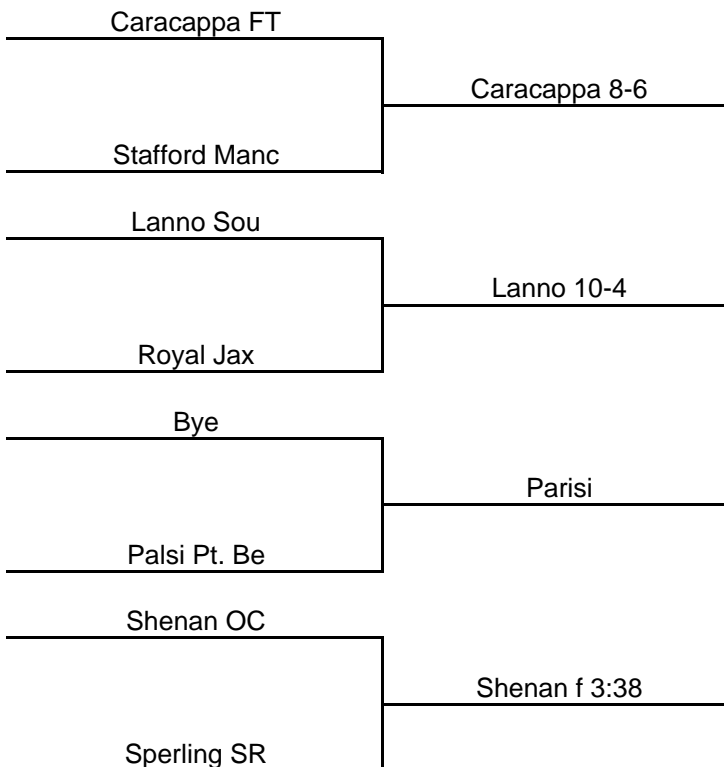 Caracappa FT
Caracappa 8-6
Stafford Manc
Lanno Sou
Lanno 10-4
Royal Jax
Bye
Parisi
Palsi Pt. Be
Shenan OC
Shenan f 3:38
Sperling SR